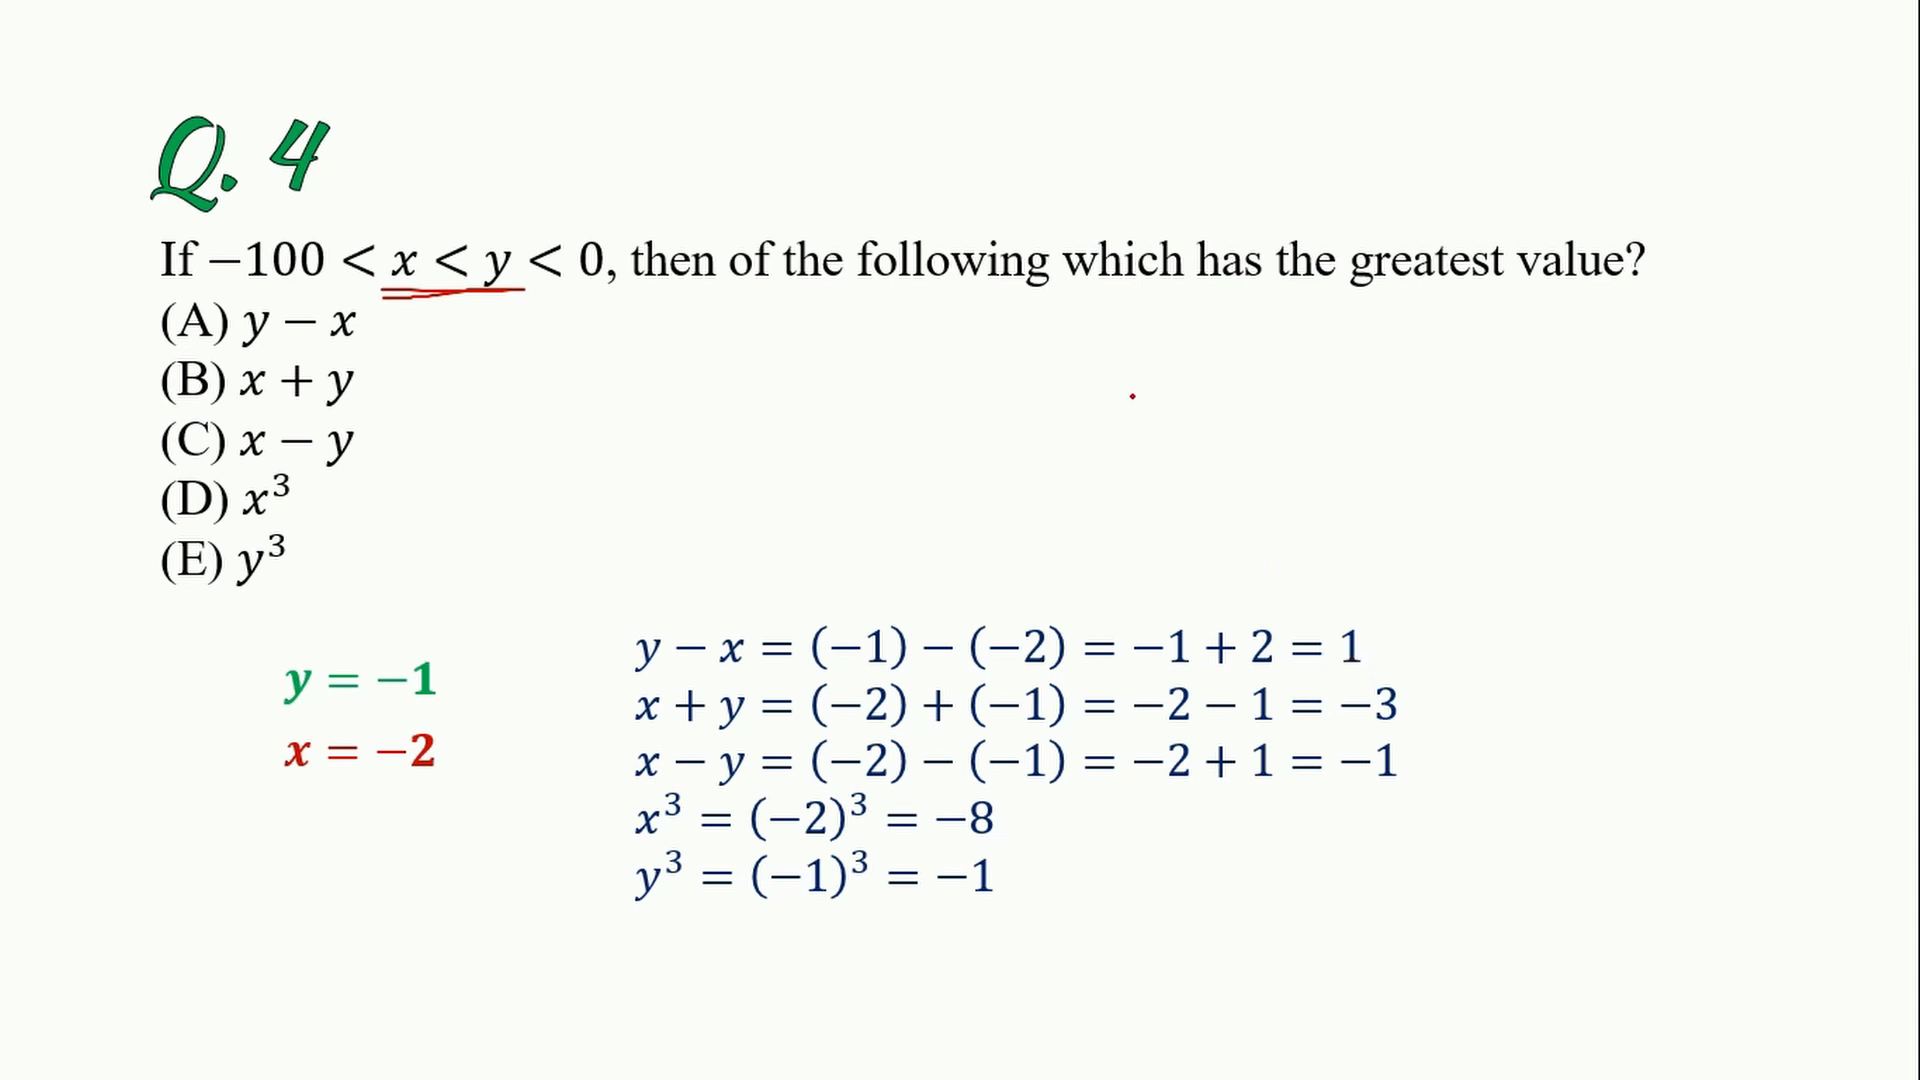 Q. 4
If −100 < x < y < 0, then of the following which has the greatest value?
(A) y − x
(B) x + y
(C) x − y
(D) x³
(E) y³
y = −1
x = −2
y − x = (−1) − (−2) = −1 + 2 = 1
x + y = (−2) + (−1) = −2 − 1 = −3
x − y = (−2) − (−1) = −2 + 1 = −1
x³ = (−2)³ = −8
y³ = (−1)³ = −1